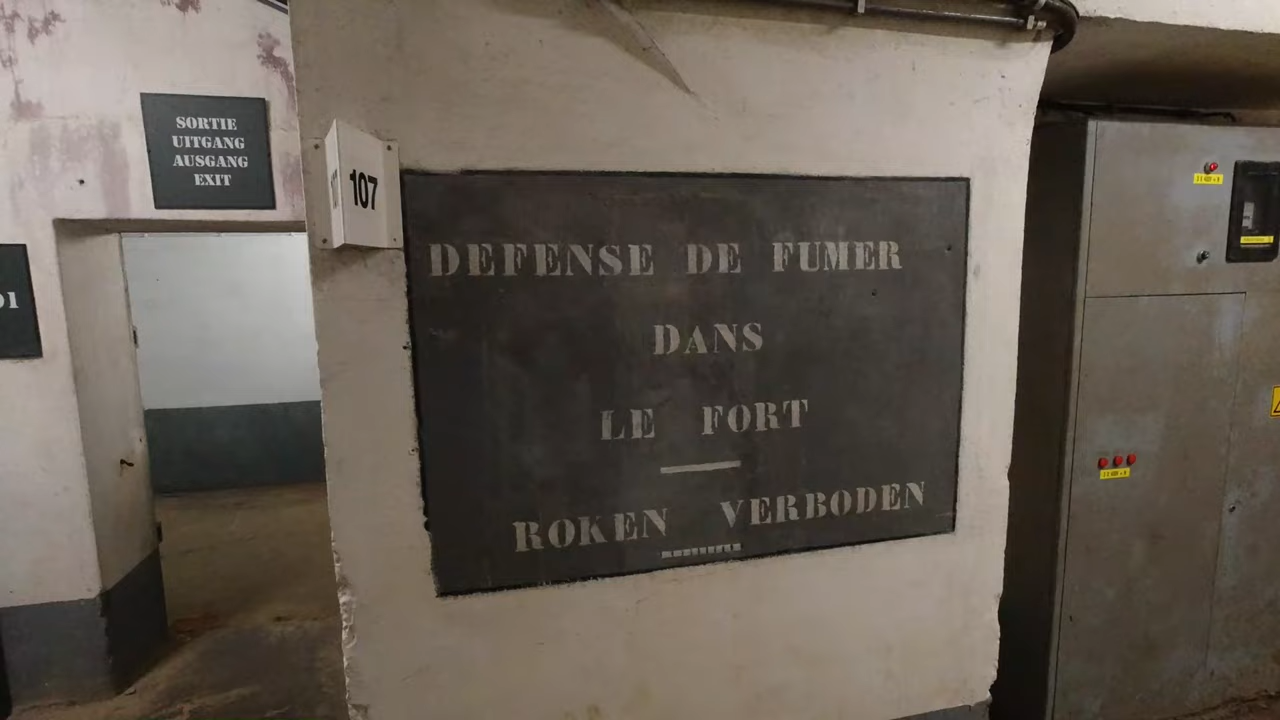 SORTIE
UITGANG
AUSGANG
EXIT
107
DEFENSE DE FUMER
DANS
LE FORT
ROKEN VERBODEN